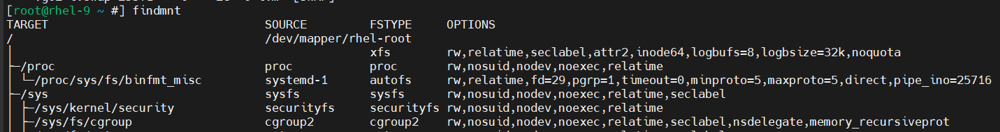 [root@rhel-9 ~ #] findmnt
TARGET                           SOURCE         FSTYPE     OPTIONS
/                                /dev/mapper/rhel-root
│                                               xfs        rw,relatime,seclabel,attr2,inode64,logbufs=8,logbsize=32k,noquota
├─/proc                          proc           proc       rw,nosuid,nodev,noexec,relatime
│ └─/proc/sys/fs/binfmt_misc     systemd-1      autofs     rw,relatime,fd=29,pgrp=1,timeout=0,minproto=5,maxproto=5,direct,pipe_ino=25716
├─/sys                           sysfs          sysfs      rw,nosuid,nodev,noexec,relatime,seclabel
│ ├─/sys/kernel/security         securityfs     securityfs rw,nosuid,nodev,noexec,relatime
│ ├─/sys/fs/cgroup               cgroup2        cgroup2    rw,nosuid,nodev,noexec,relatime,seclabel,nsdelegate,memory_recursiveprot